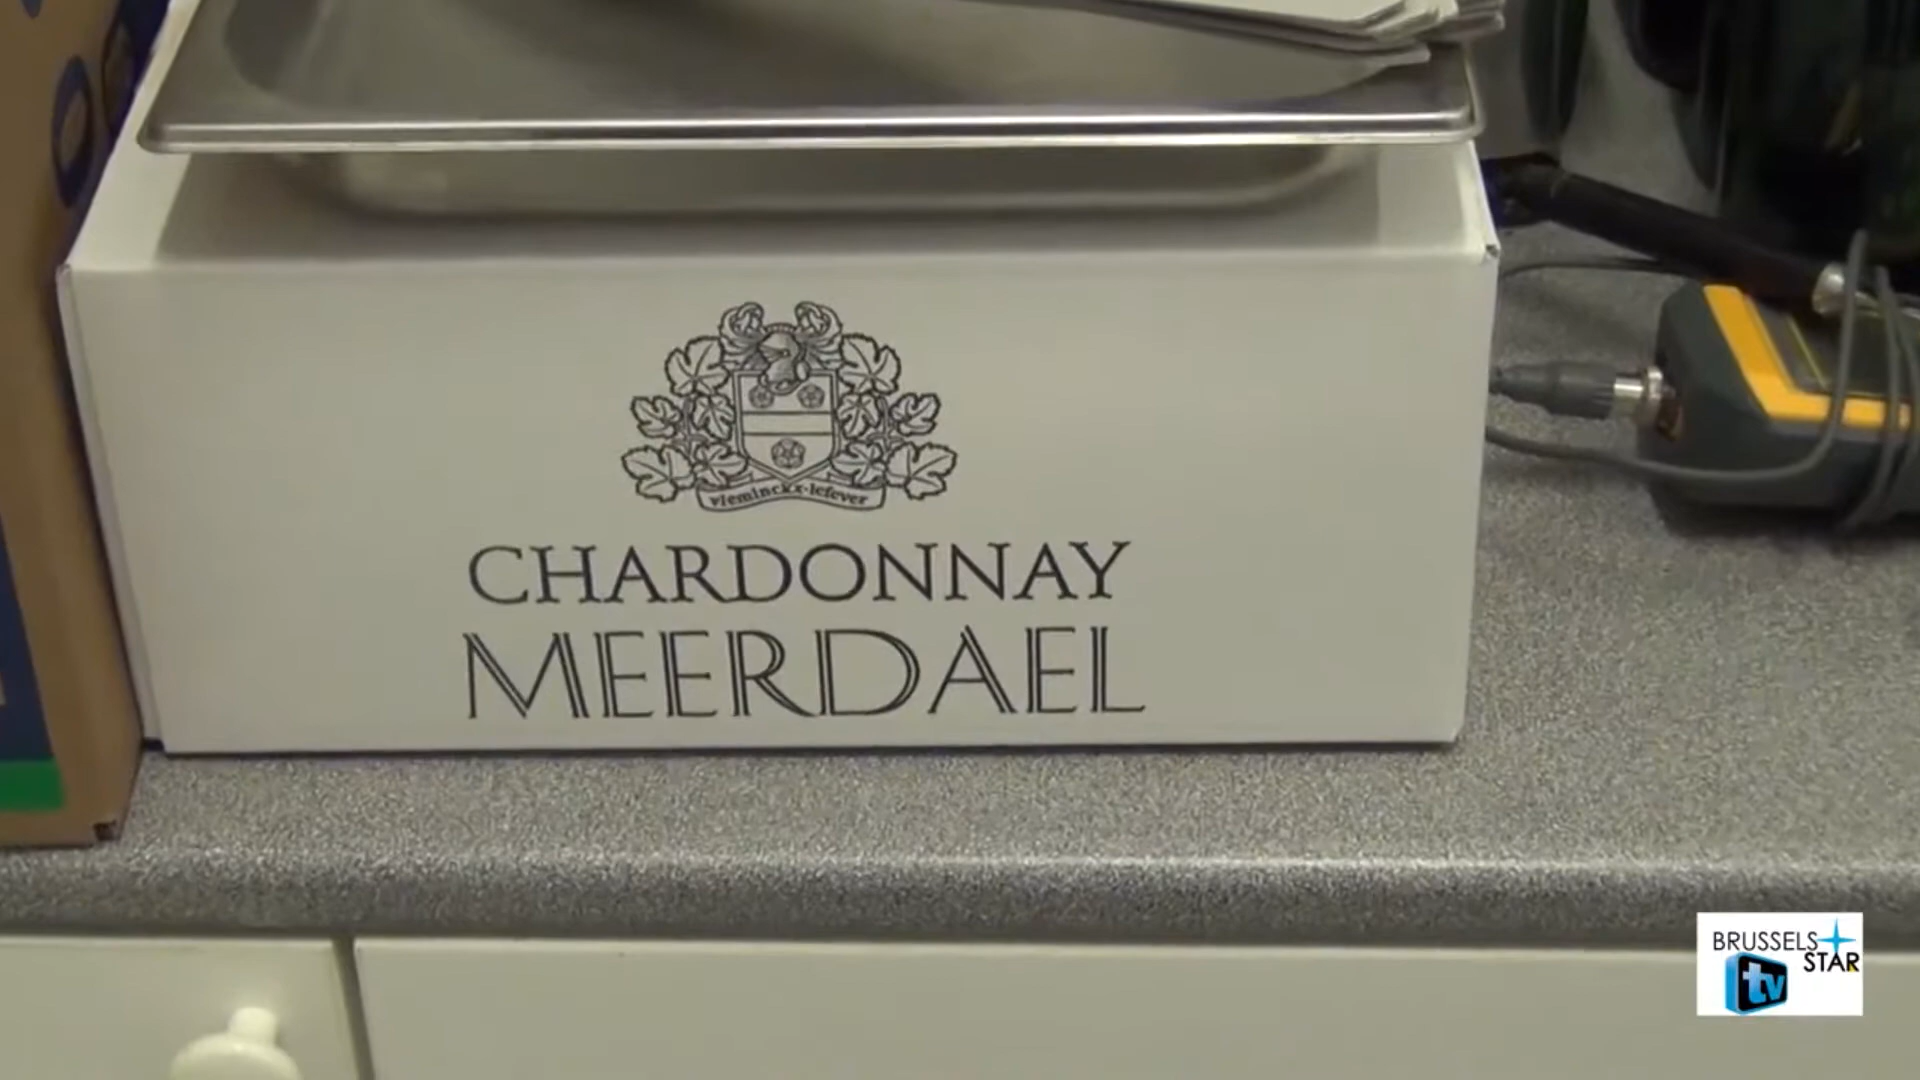 vleminckx-lefever
CHARDONNAY
MEERDAEL
BRUSSELS
STAR
tv